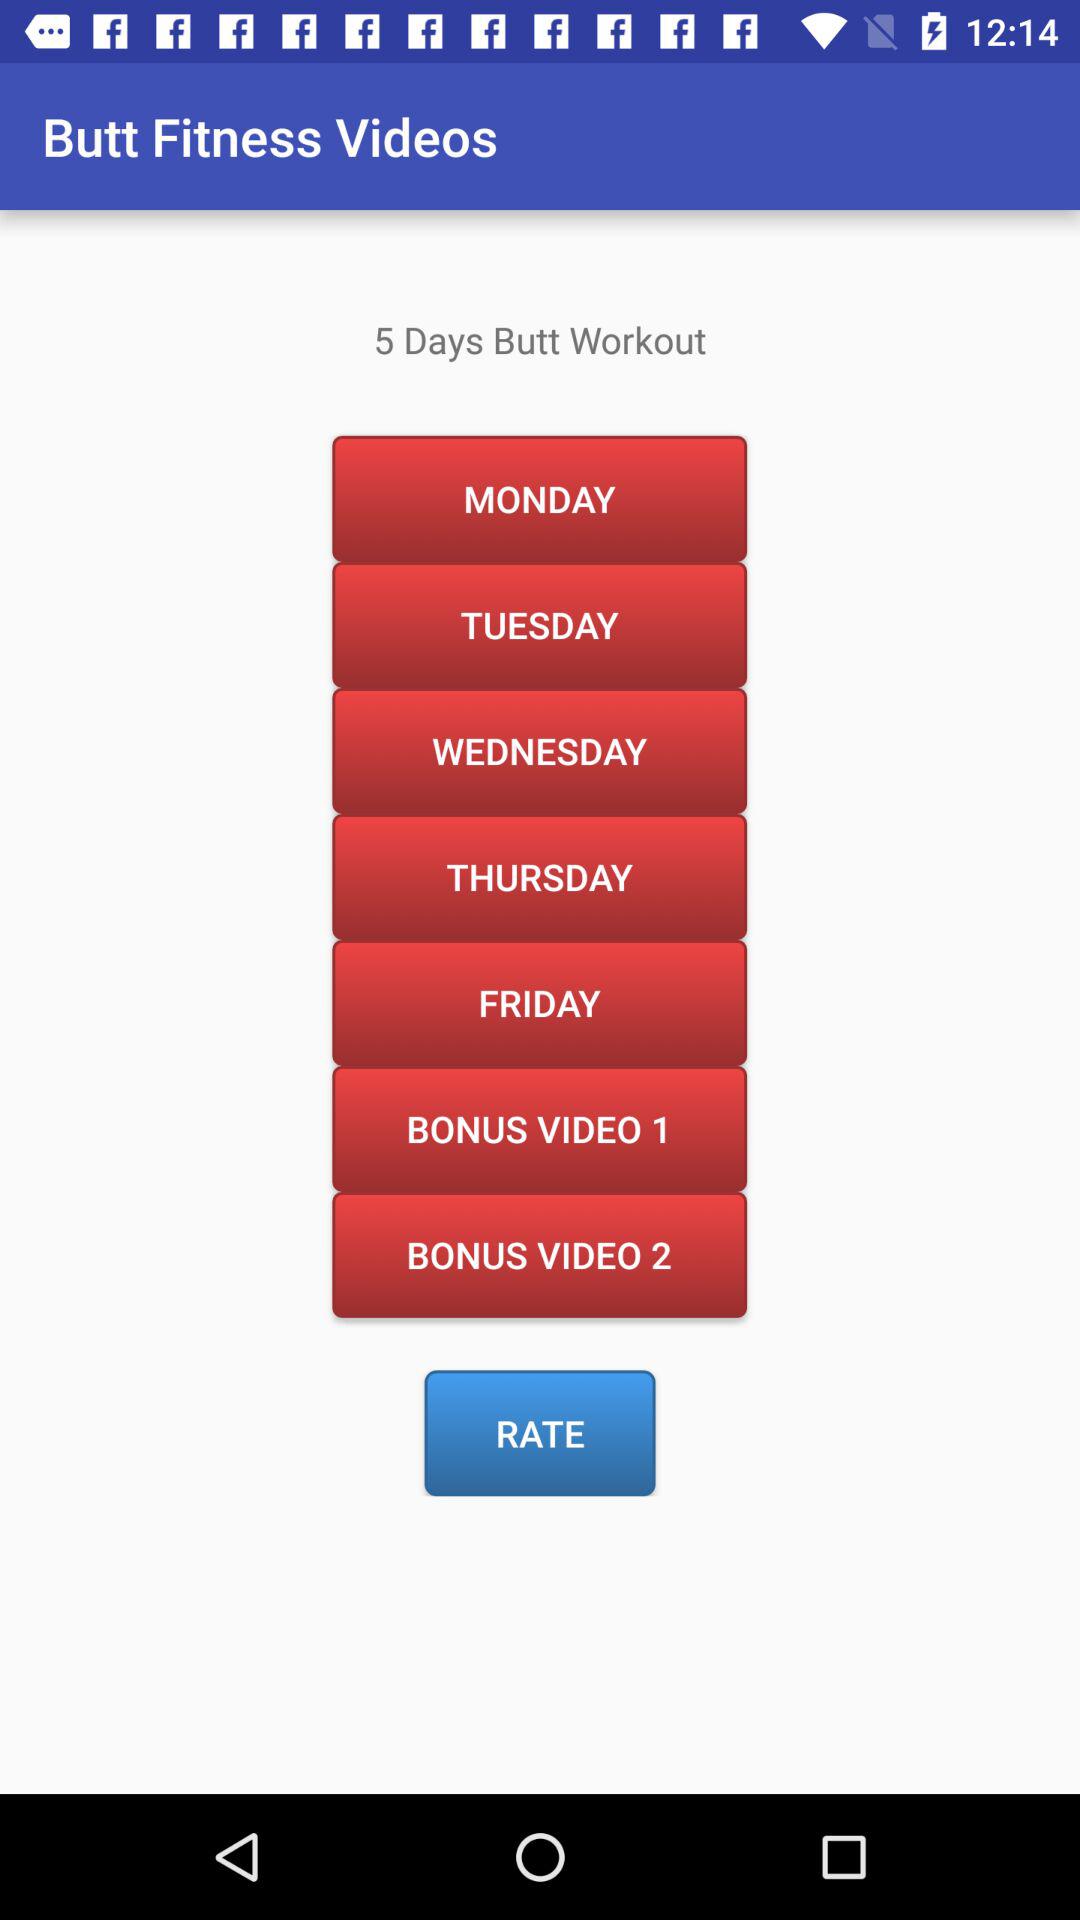 12:14
Butt Fitness Videos
5 Days Butt Workout
MONDAY
TUESDAY
WEDNESDAY
THURSDAY
FRIDAY
BONUS VIDEO 1
BONUS VIDEO 2
RATE